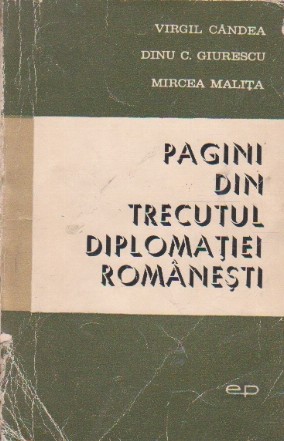 VIRGIL CÂNDEA
DINU C. GIURESCU
MIRCEA MALIȚA
PAGINI
DIN
TRECUTUL
DIPLOMAȚIEI
ROMÂNEȘTI
ep